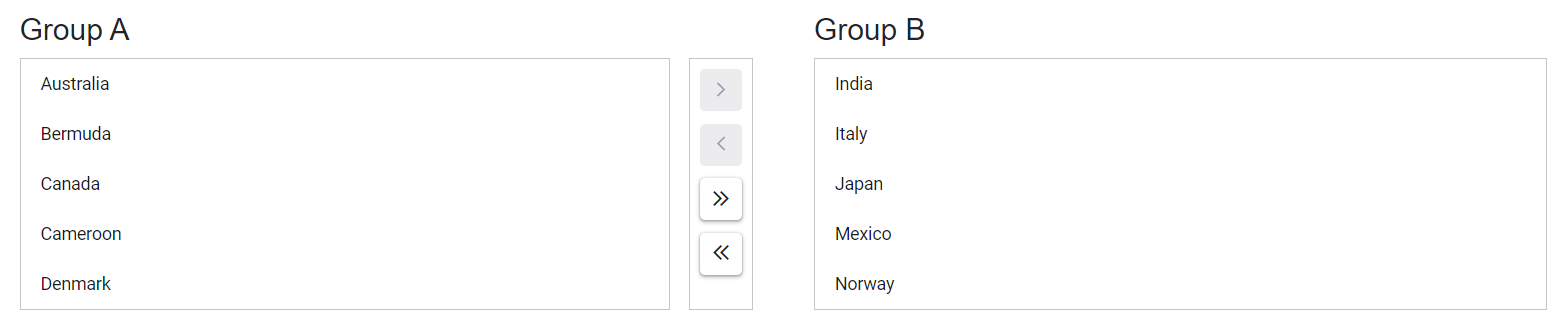 Group A
Australia
Bermuda
Canada
Cameroon
Denmark
Group B
India
Italy
Japan
Mexico
Norway